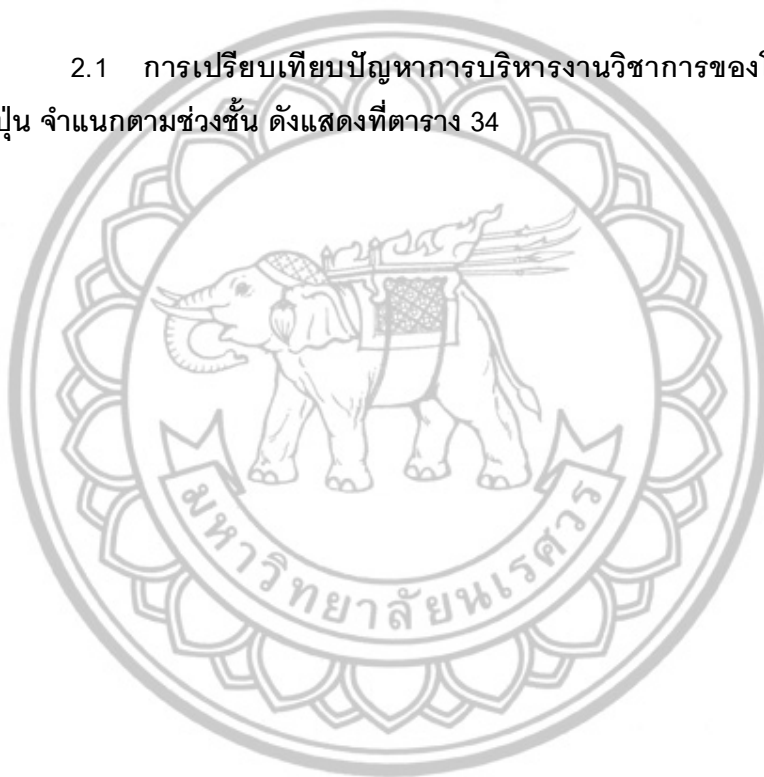 2.1 การเปรียบเทียบปัญหาการบริหารงานวิชาการของ
ปุ่น จำแนกตามช่วงชั้น ดังแสดงที่ตาราง 34
มหาวิทยาลัยนเรศวร